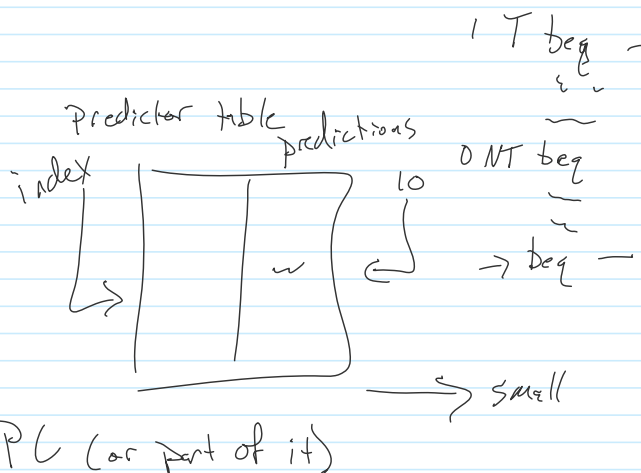 1 T beq
predictor table
predictions
index
10
0 NT beq
→ beq
→ small
PC (or part of it)